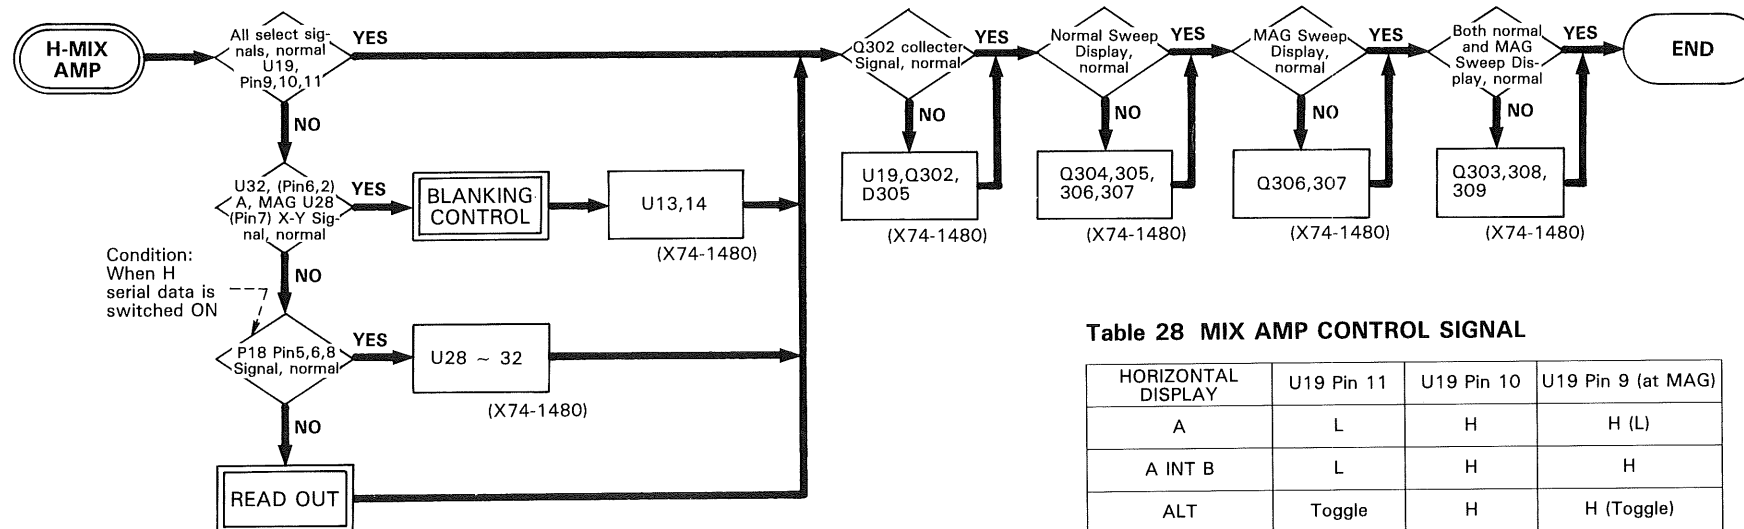 H-MIX
AMP
All select sig-
nals, normal
U19,
Pin9,10,11
YES
NO
U32, (Pin6,2)
A, MAG U28
(Pin7) X-Y Sig-
nal, normal
YES
BLANKING
CONTROL
U13,14
(X74-1480)
NO
Condition:
When H
serial data is
switched ON
P18 Pin5,6,8
Signal, normal
YES
U28 ~ 32
(X74-1480)
NO
READ OUT
Q302 collecter
Signal, normal
YES
NO
U19,Q302,
D305
(X74-1480)
Normal Sweep
Display,
normal
YES
NO
Q304,305,
306,307
(X74-1480)
MAG Sweep
Display,
normal
YES
NO
Q306,307
(X74-1480)
Both normal
and MAG
Sweep Dis-
play, normal
YES
NO
Q303,308,
309
(X74-1480)
END
Table 28 MIX AMP CONTROL SIGNAL
HORIZONTAL
DISPLAY
U19 Pin 11
U19 Pin 10
U19 Pin 9 (at MAG)
A
L
H
H (L)
A INT B
L
H
H
ALT
Toggle
H
H (Toggle)